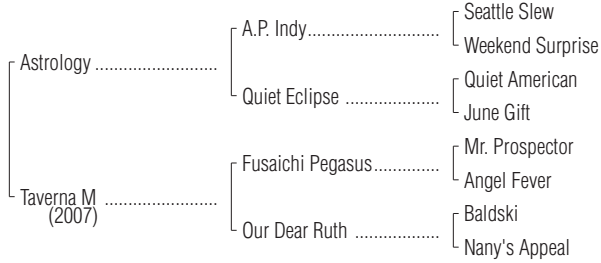 Seattle Slew
A.P. Indy..............................
Weekend Surprise
Astrology ..........................
Quiet American
Quiet Eclipse ....................
June Gift
Mr. Prospector
Fusaichi Pegasus..............
Angel Fever
Taverna M ........................
(2007)
Baldski
Our Dear Ruth ..................
Nany's Appeal